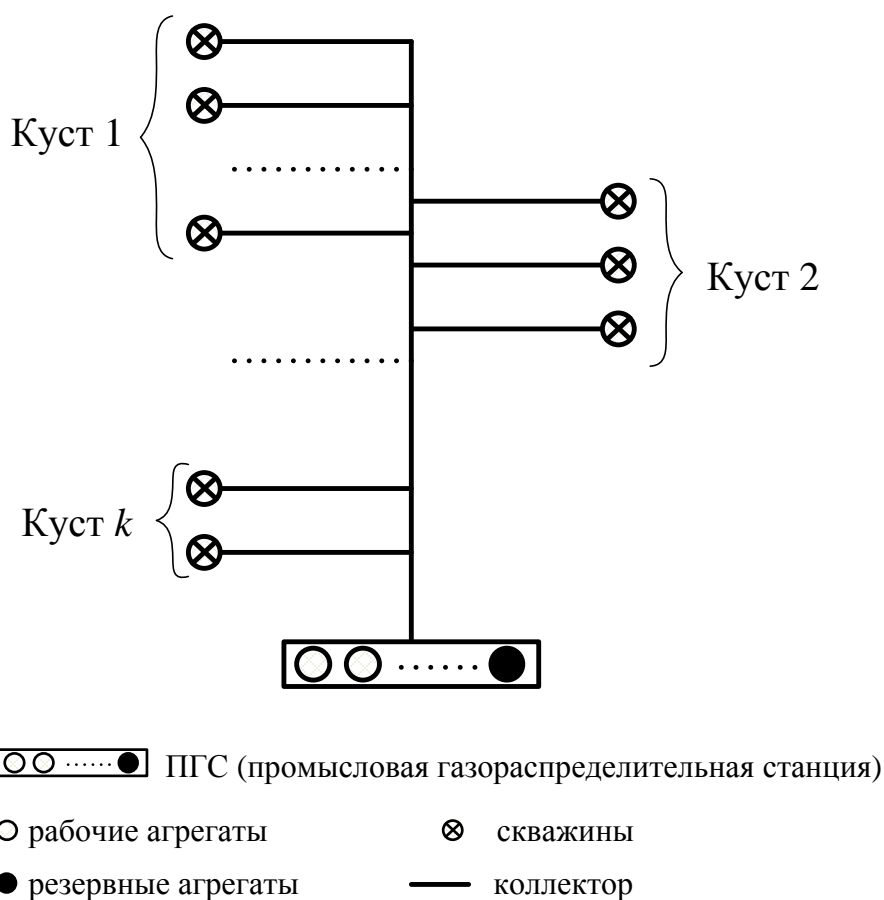 Куст 1
Куст 2
Куст k
ПГС (промысловая газораспределительная станция)
рабочие агрегаты
скважины
резервные агрегаты
коллектор